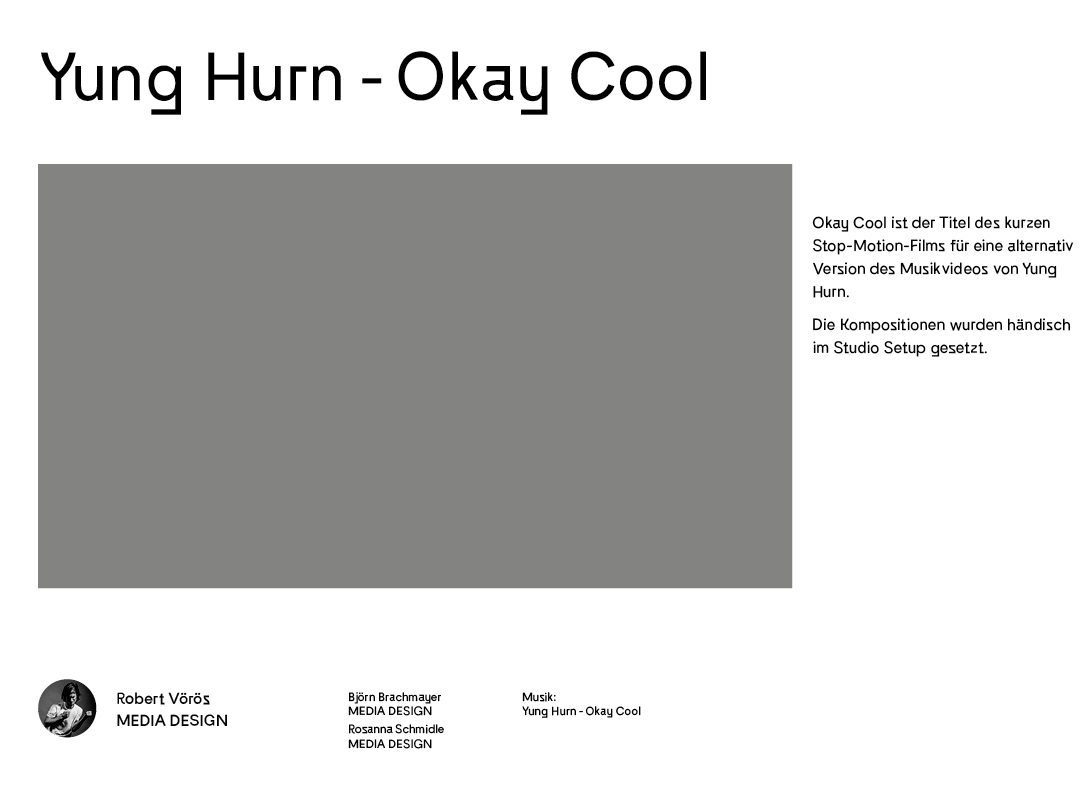 Yung Hurn - Okay Cool
Okay Cool ist der Titel des kurzen
Stop-Motion-Films für eine alternativ
Version des Musikvideos von Yung
Hurn.
Die Kompositionen wurden händisch
im Studio Setup gesetzt.
Robert Vörös
MEDIA DESIGN
Björn Brachmayer
MEDIA DESIGN
Rosanna Schmidle
MEDIA DESIGN
Musik:
Yung Hurn - Okay Cool